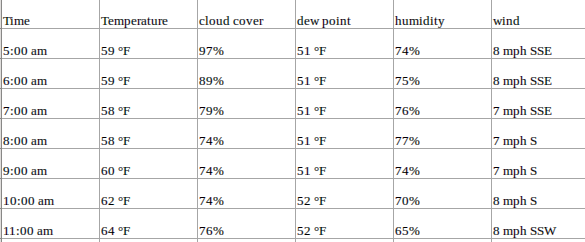 Time Temperature cloud cover dew point humidity wind
5:00 am 59 °F 97% 51 °F 74% 8 mph SSE
6:00 am 59 °F 89% 51 °F 75% 8 mph SSE
7:00 am 58 °F 79% 51 °F 76% 7 mph SSE
8:00 am 58 °F 74% 51 °F 77% 7 mph S
9:00 am 60 °F 74% 51 °F 74% 7 mph S
10:00 am 62 °F 74% 52 °F 70% 8 mph S
11:00 am 64 °F 76% 52 °F 65% 8 mph SSW